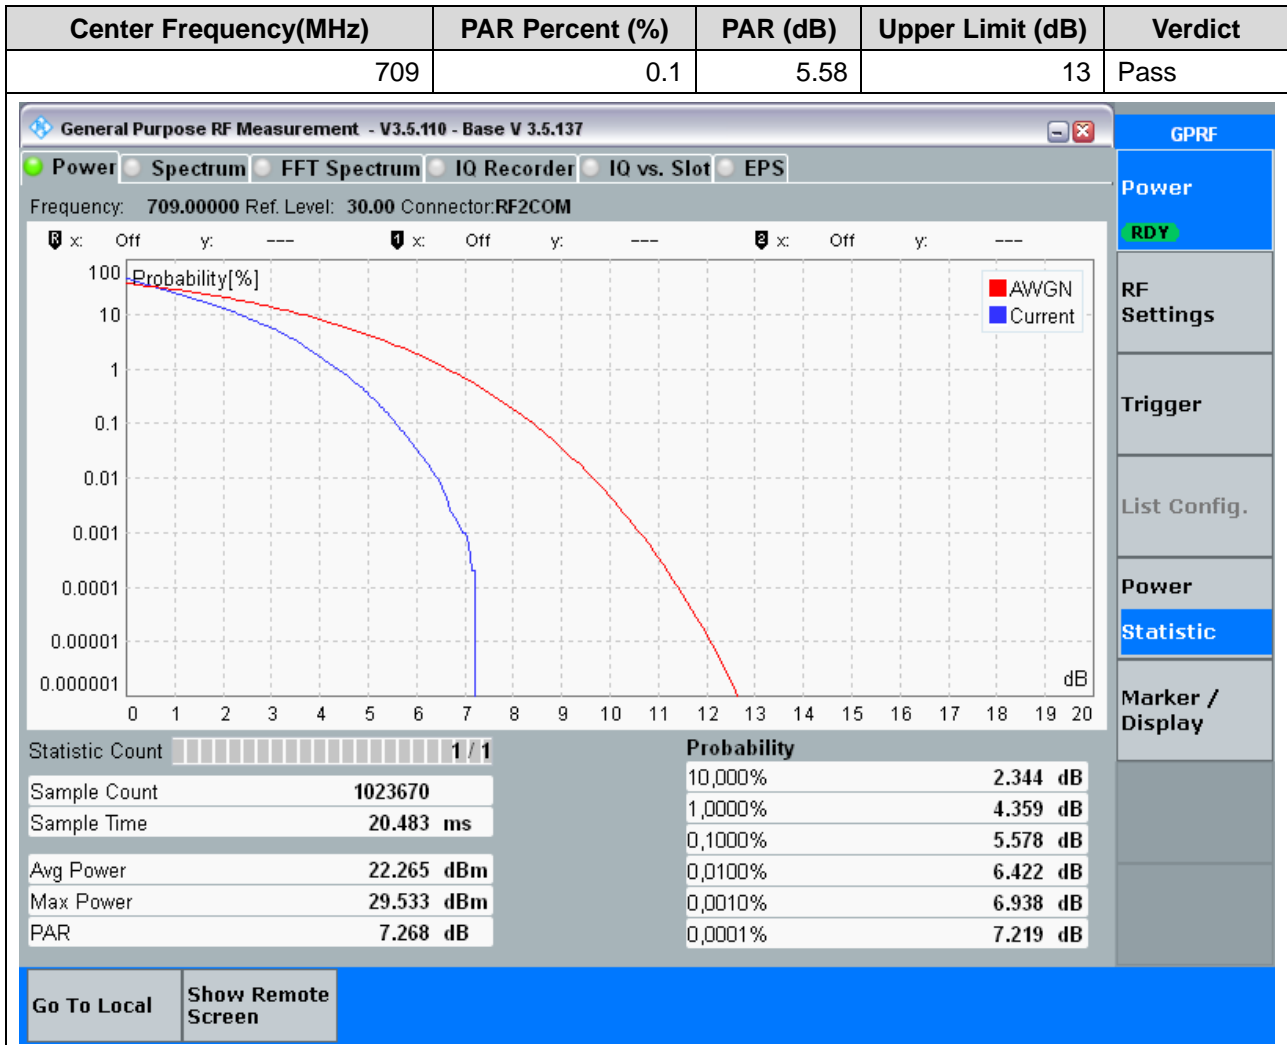 Center Frequency(MHz) PAR Percent (%) PAR (dB) Upper Limit (dB) Verdict
709 0.1 5.58 13 Pass
General Purpose RF Measurement - V3.5.110 - Base V 3.5.137
GPRF
Power Spectrum FFT Spectrum IQ Recorder IQ vs. Slot EPS
Frequency: 709.00000 Ref. Level: 30.00 Connector:RF2COM
R x: Off y: --- 1 x: Off y: --- 2 x: Off y: ---
Probability[%]
100
10
1
0.1
0.01
0.001
0.0001
0.00001
0.000001
AWGN
Current
dB
0 1 2 3 4 5 6 7 8 9 10 11 12 13 14 15 16 17 18 19 20
Statistic Count 1 / 1
Sample Count 1023670
Sample Time 20.483 ms
Avg Power 22.265 dBm
Max Power 29.533 dBm
PAR 7.268 dB
Probability
10,000% 2.344 dB
1,0000% 4.359 dB
0,1000% 5.578 dB
0,0100% 6.422 dB
0,0010% 6.938 dB
0,0001% 7.219 dB
Power
RDY
RF
Settings
Trigger
List Config.
Power
Statistic
Marker /
Display
Go To Local
Show Remote
Screen